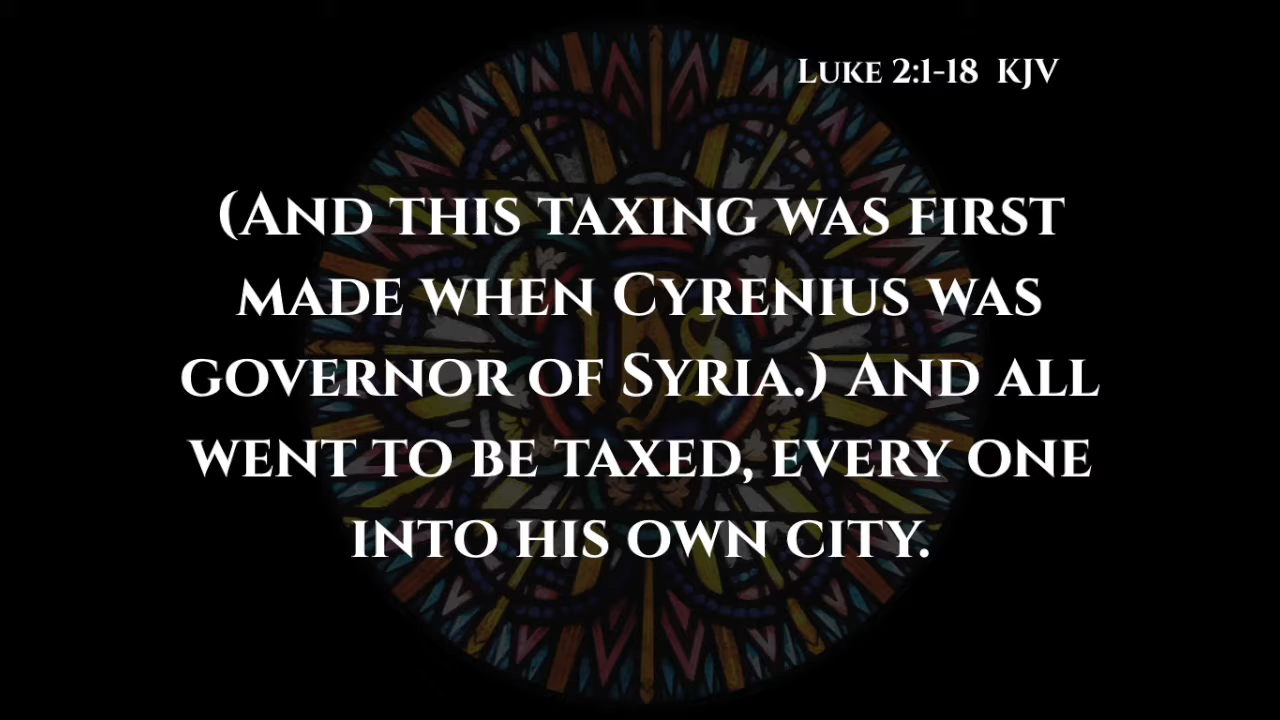 Luke 2:1-18 KJV
(And this taxing was first
made when Cyrenius was
governor of Syria.) And all
went to be taxed, every one
into his own city.
IHS